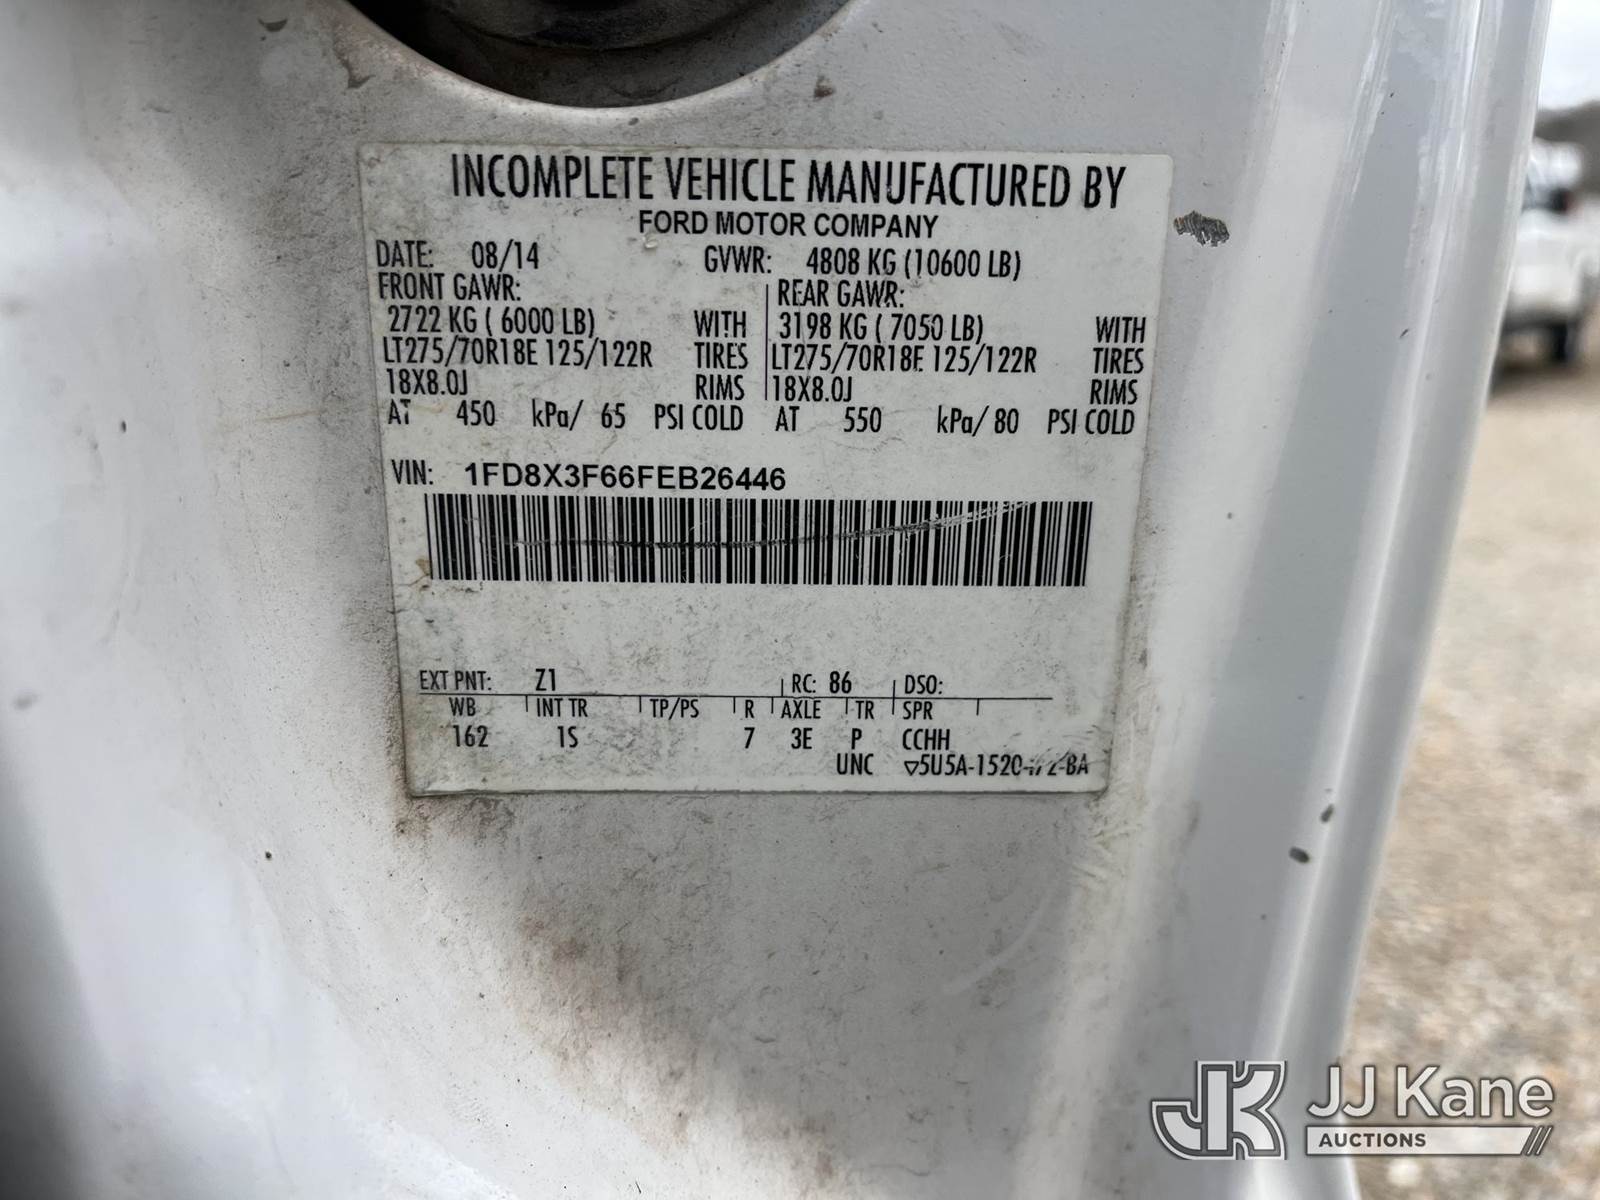 INCOMPLETE VEHICLE MANUFACTURED BY
FORD MOTOR COMPANY
DATE: 08/14 GVWR: 4808 KG (10600 LB)
FRONT GAWR: REAR GAWR:
2722 KG ( 6000 LB) WITH 3198 KG ( 7050 LB) WITH
LT275/70R18E 125/122R TIRES LT275/70R18E 125/122R TIRES
18X8.0J RIMS 18X8.0J RIMS
AT 450 kPa/ 65 PSI COLD AT 550 kPa/ 80 PSI COLD
VIN: 1FD8X3F66FEB26446
EXT PNT: Z1 RC: 86 DSO:
WB INT TR TP/PS R AXLE TR SPR
162 1S 7 3E P CCHH
UNC
JJ Kane
AUCTIONS